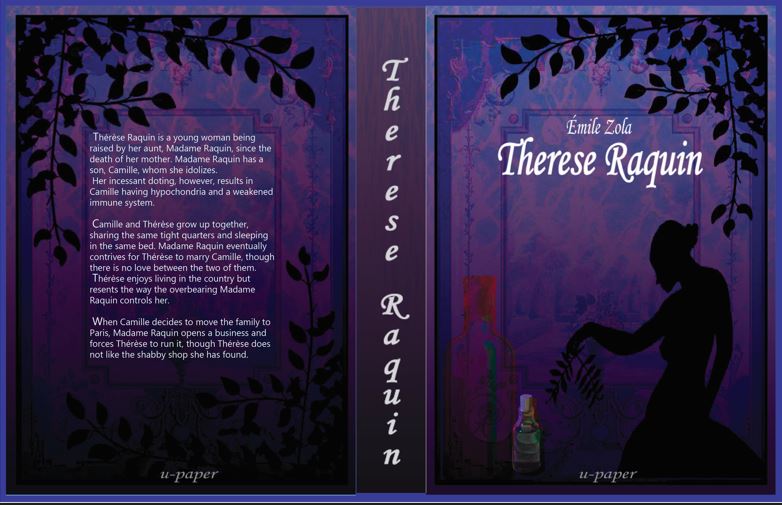 Thérèse Raquin is a young woman being
raised by her aunt, Madame Raquin, since the
death of her mother. Madame Raquin has a
son, Camille, whom she idolizes.
Her incessant doting, however, results in
Camille having hypochondria and a weakened
immune system.
Camille and Thérèse grow up together,
sharing the same tight quarters and sleeping
in the same bed. Madame Raquin eventually
contrives for Thérèse to marry Camille, though
there is no love between the two of them.
Thérèse enjoys living in the country but
resents the way the overbearing Madame
Raquin controls her.
When Camille decides to move the family to
Paris, Madame Raquin opens a business and
forces Thérèse to run it, though Thérèse does
not like the shabby shop she has found.
u-paper
Therese Raquin
Émile Zola
Therese Raquin
u-paper